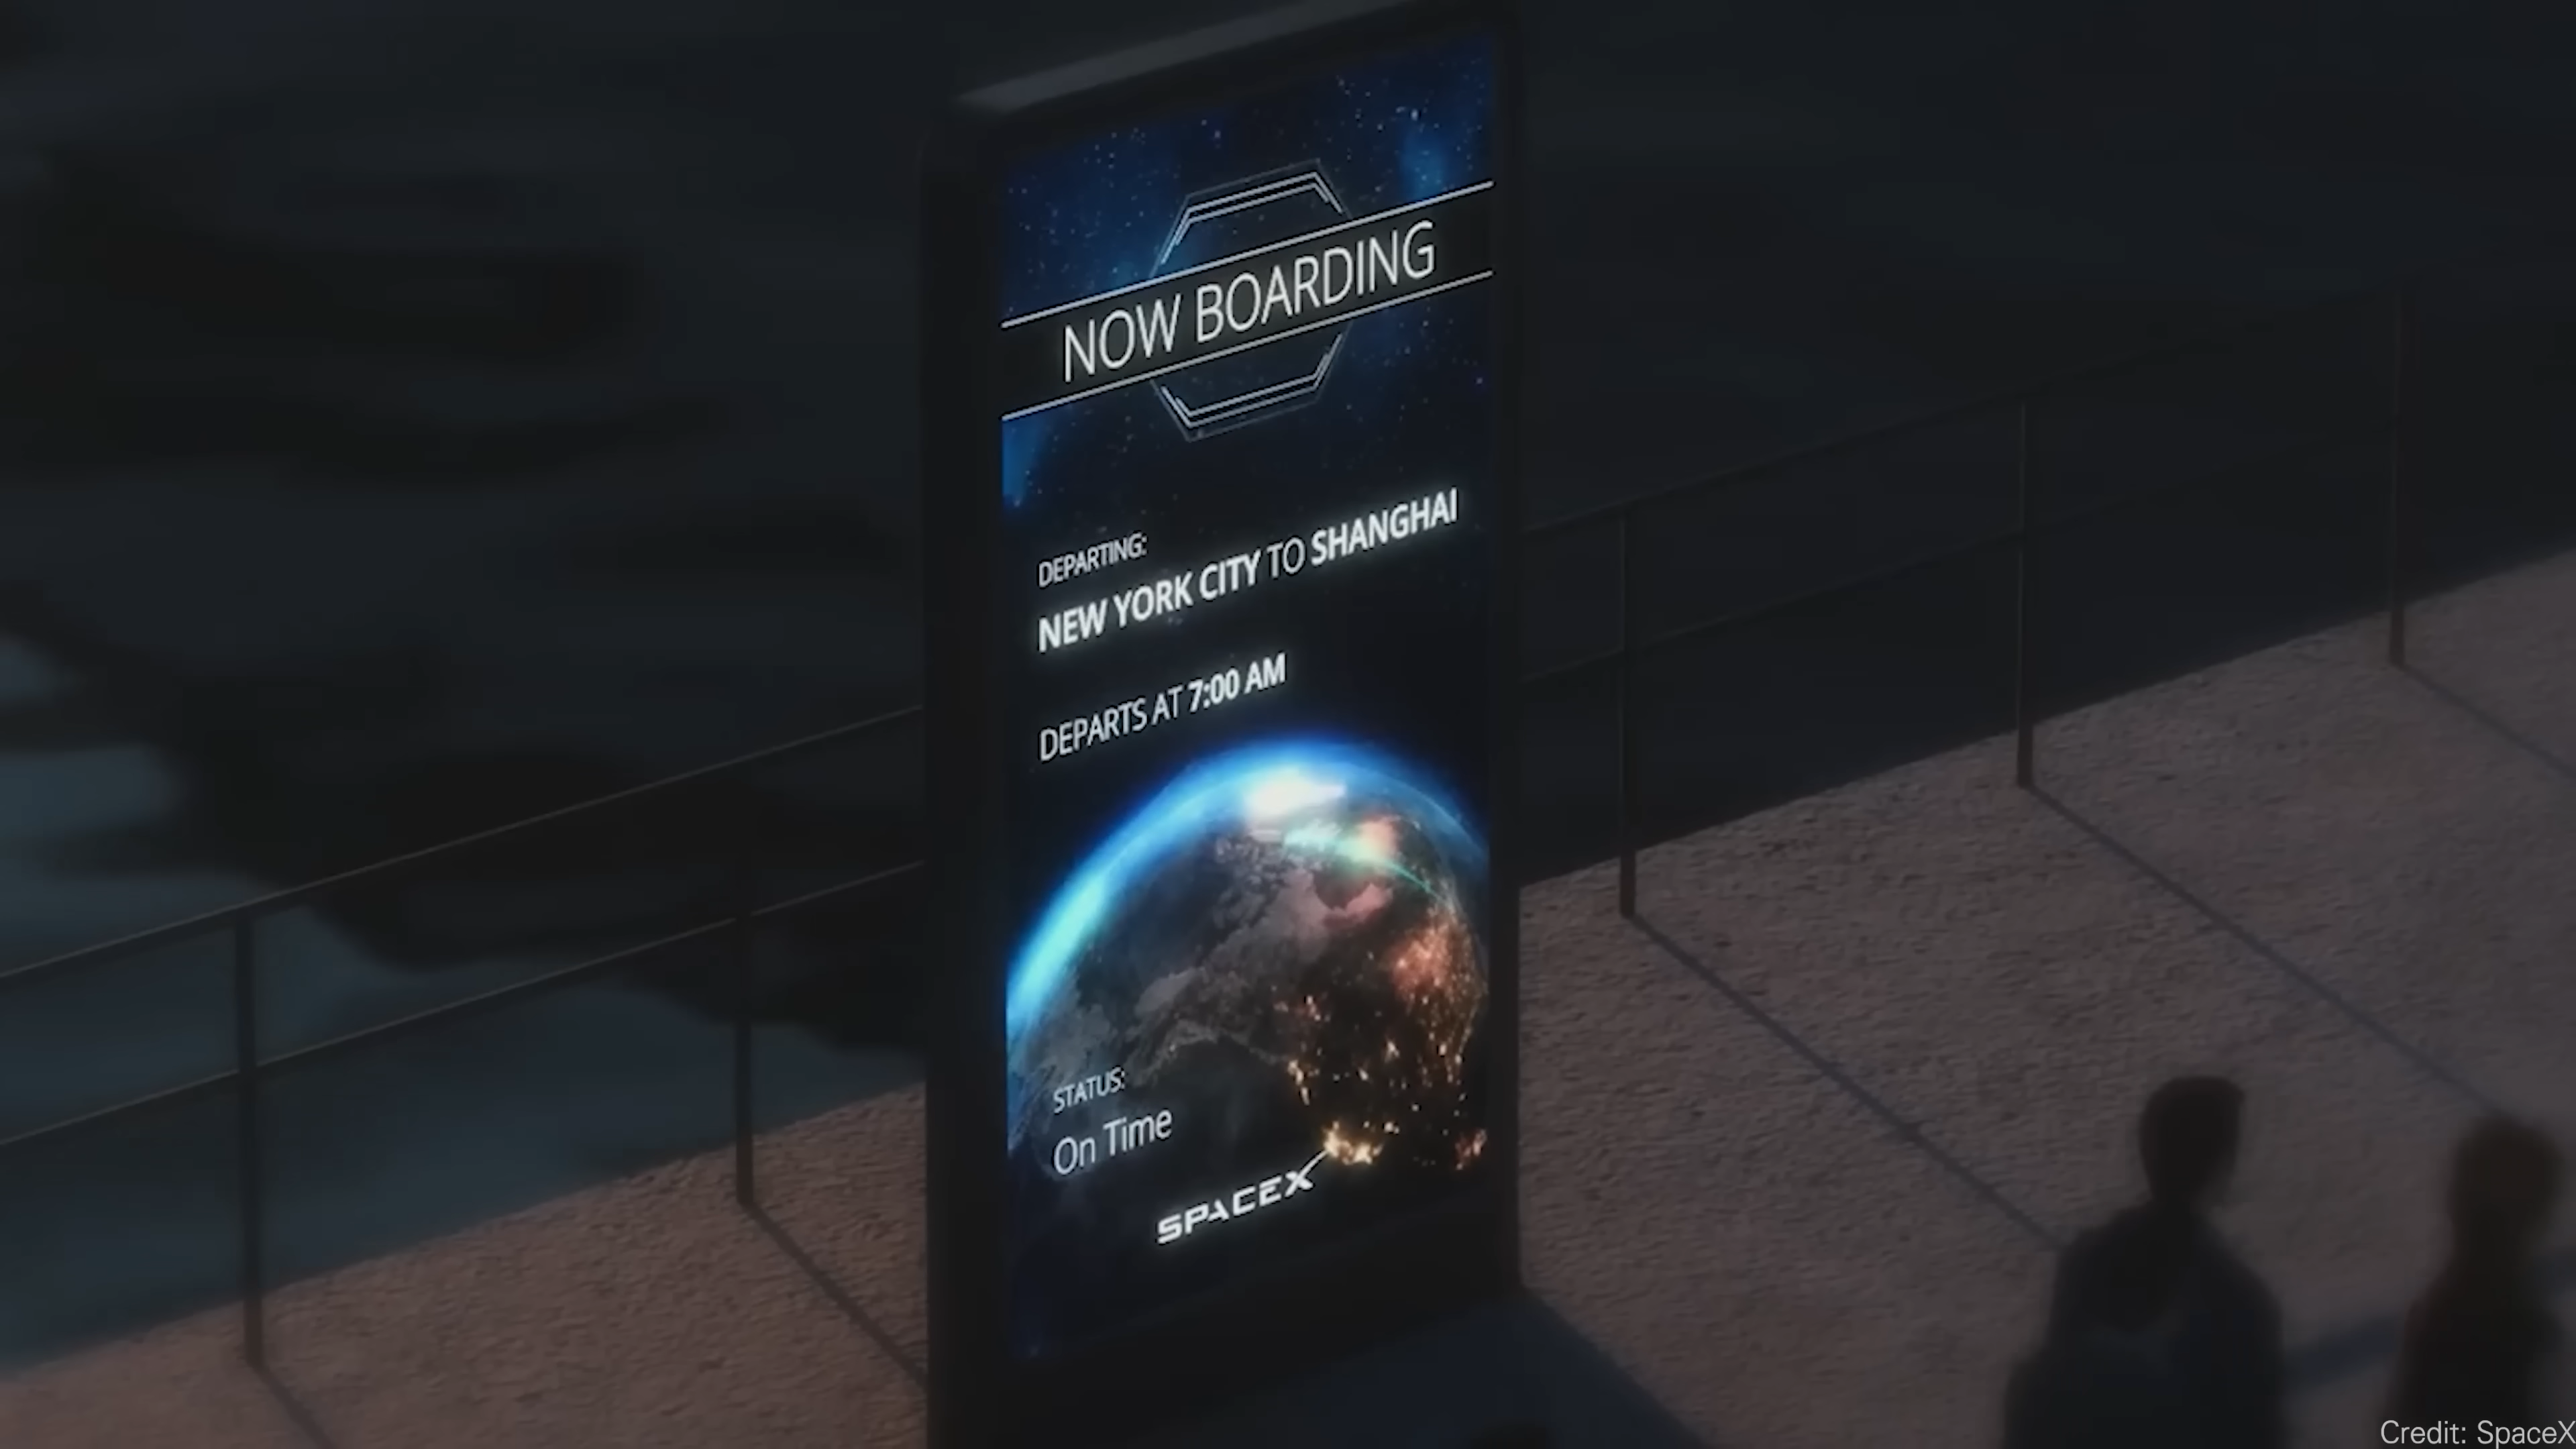 NOW BOARDING
DEPARTING:
NEW YORK CITY TO SHANGHAI
DEPARTS AT 7:00 AM
STATUS:
On Time
SPACEX
Credit: SpaceX